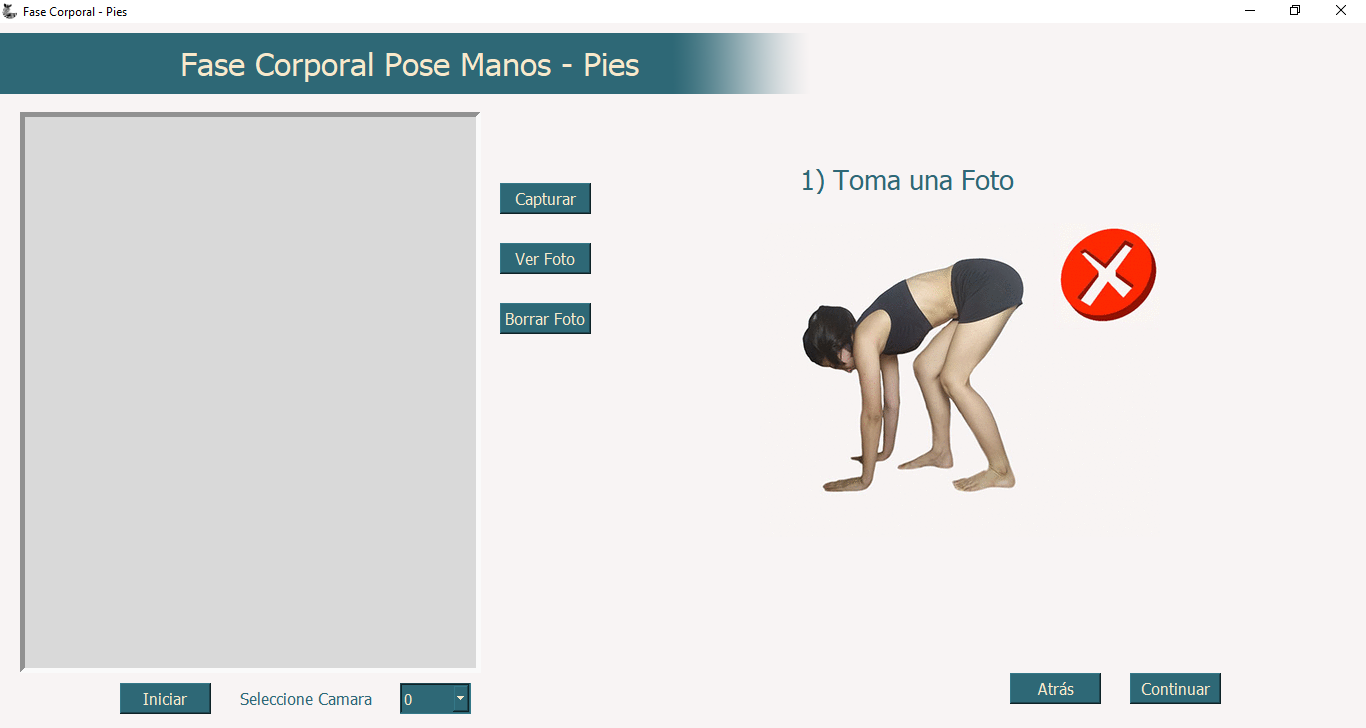 Fase Corporal - Pies
Fase Corporal Pose Manos - Pies
1) Toma una Foto
Capturar
Ver Foto
Borrar Foto
Iniciar
Seleccione Camara
0
Atrás
Continuar